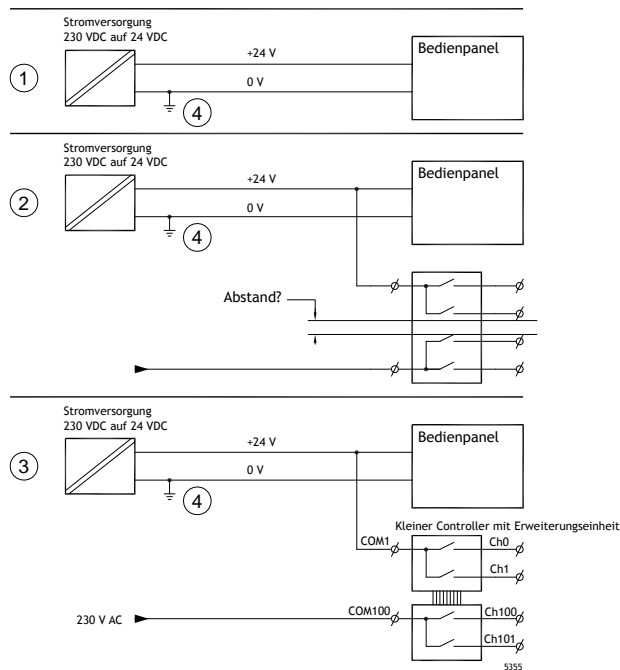 Stromversorgung
230 VDC auf 24 VDC
+24 V
Bedienpanel
1
0 V
4
Stromversorgung
230 VDC auf 24 VDC
+24 V
Bedienpanel
2
0 V
4
Abstand?
Stromversorgung
230 VDC auf 24 VDC
+24 V
Bedienpanel
3
0 V
4
Kleiner Controller mit Erweiterungseinheit
COM1
Ch0
Ch1
230 V AC
COM100
Ch100
Ch101
5355